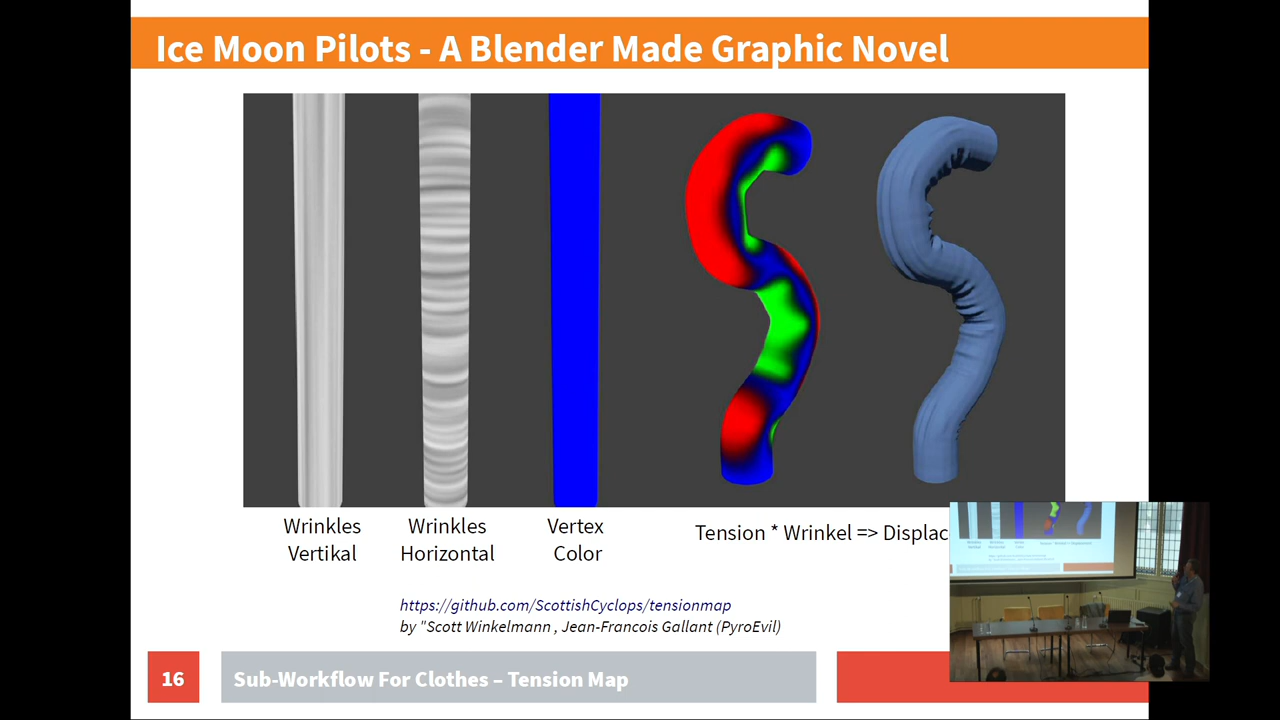 Ice Moon Pilots - A Blender Made Graphic Novel
Wrinkles
Vertikal
Wrinkles
Horizontal
Vertex
Color
Tension * Wrinkel => Displac
https://github.com/ScottishCyclops/tensionmap
by "Scott Winkelmann , Jean-Francois Gallant (PyroEvil)
16
Sub-Workflow For Clothes – Tension Map